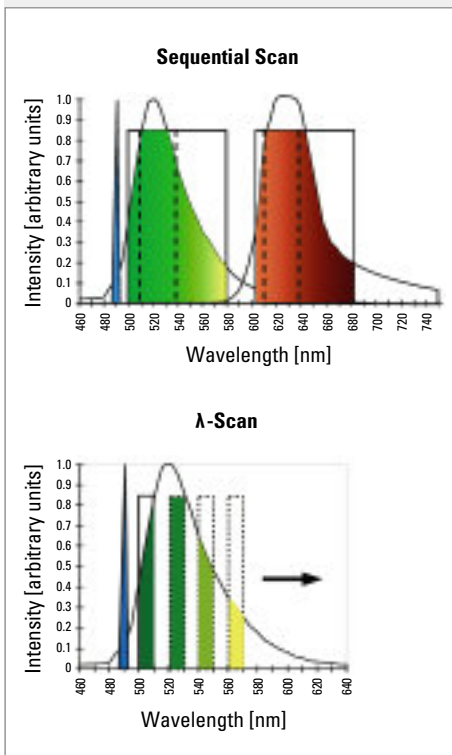 Sequential Scan
Intensity [arbitrary units]
1.0
0.9
0.8
0.7
0.6
0.5
0.4
0.3
0.2
0.1
0
460 480 500 520 540 560 580 600 620 640 660 680 700 720 740
Wavelength [nm]
λ-Scan
Intensity [arbitrary units]
1.0
0.9
0.8
0.7
0.6
0.5
0.4
0.3
0.2
0.1
0
460 480 500 520 540 560 580 600 620 640
Wavelength [nm]